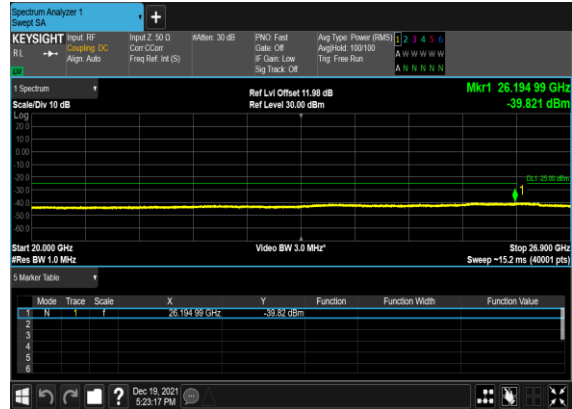 Spectrum Analyzer 1
Swept SA
+
KEYSIGHT Input: RF Input Z: 50 Ω #Atten: 30 dB PNO: Fast Avg Type: Power (RMS) 1 2 3 4 5 6
RL Coupling: DC Corr CCorr Gate: Off Avg|Hold: 100/100 A W W W W W
Align: Auto Freq Ref: Int (S) IF Gain: Low Trig: Free Run
Sig Track: Off A N N N N N
1 Spectrum Ref Lvl Offset 11.98 dB Mkr1 26.194 99 GHz
Scale/Div 10 dB Ref Level 30.00 dBm -39.821 dBm
Log
20.0
10.0
0.00
-10.0
-20.0
DL1 -25.00 dBm
-30.0
1
-40.0
-50.0
-60.0
Start 20.000 GHz Video BW 3.0 MHz* Stop 26.900 GHz
#Res BW 1.0 MHz Sweep ~15.2 ms (40001 pts)
5 Marker Table
Mode Trace Scale X Y Function Function Width Function Value
1 N 1 f 26.194 99 GHz -39.82 dBm
2
3
4
5
6
? Dec 19, 2021
5:23:17 PM